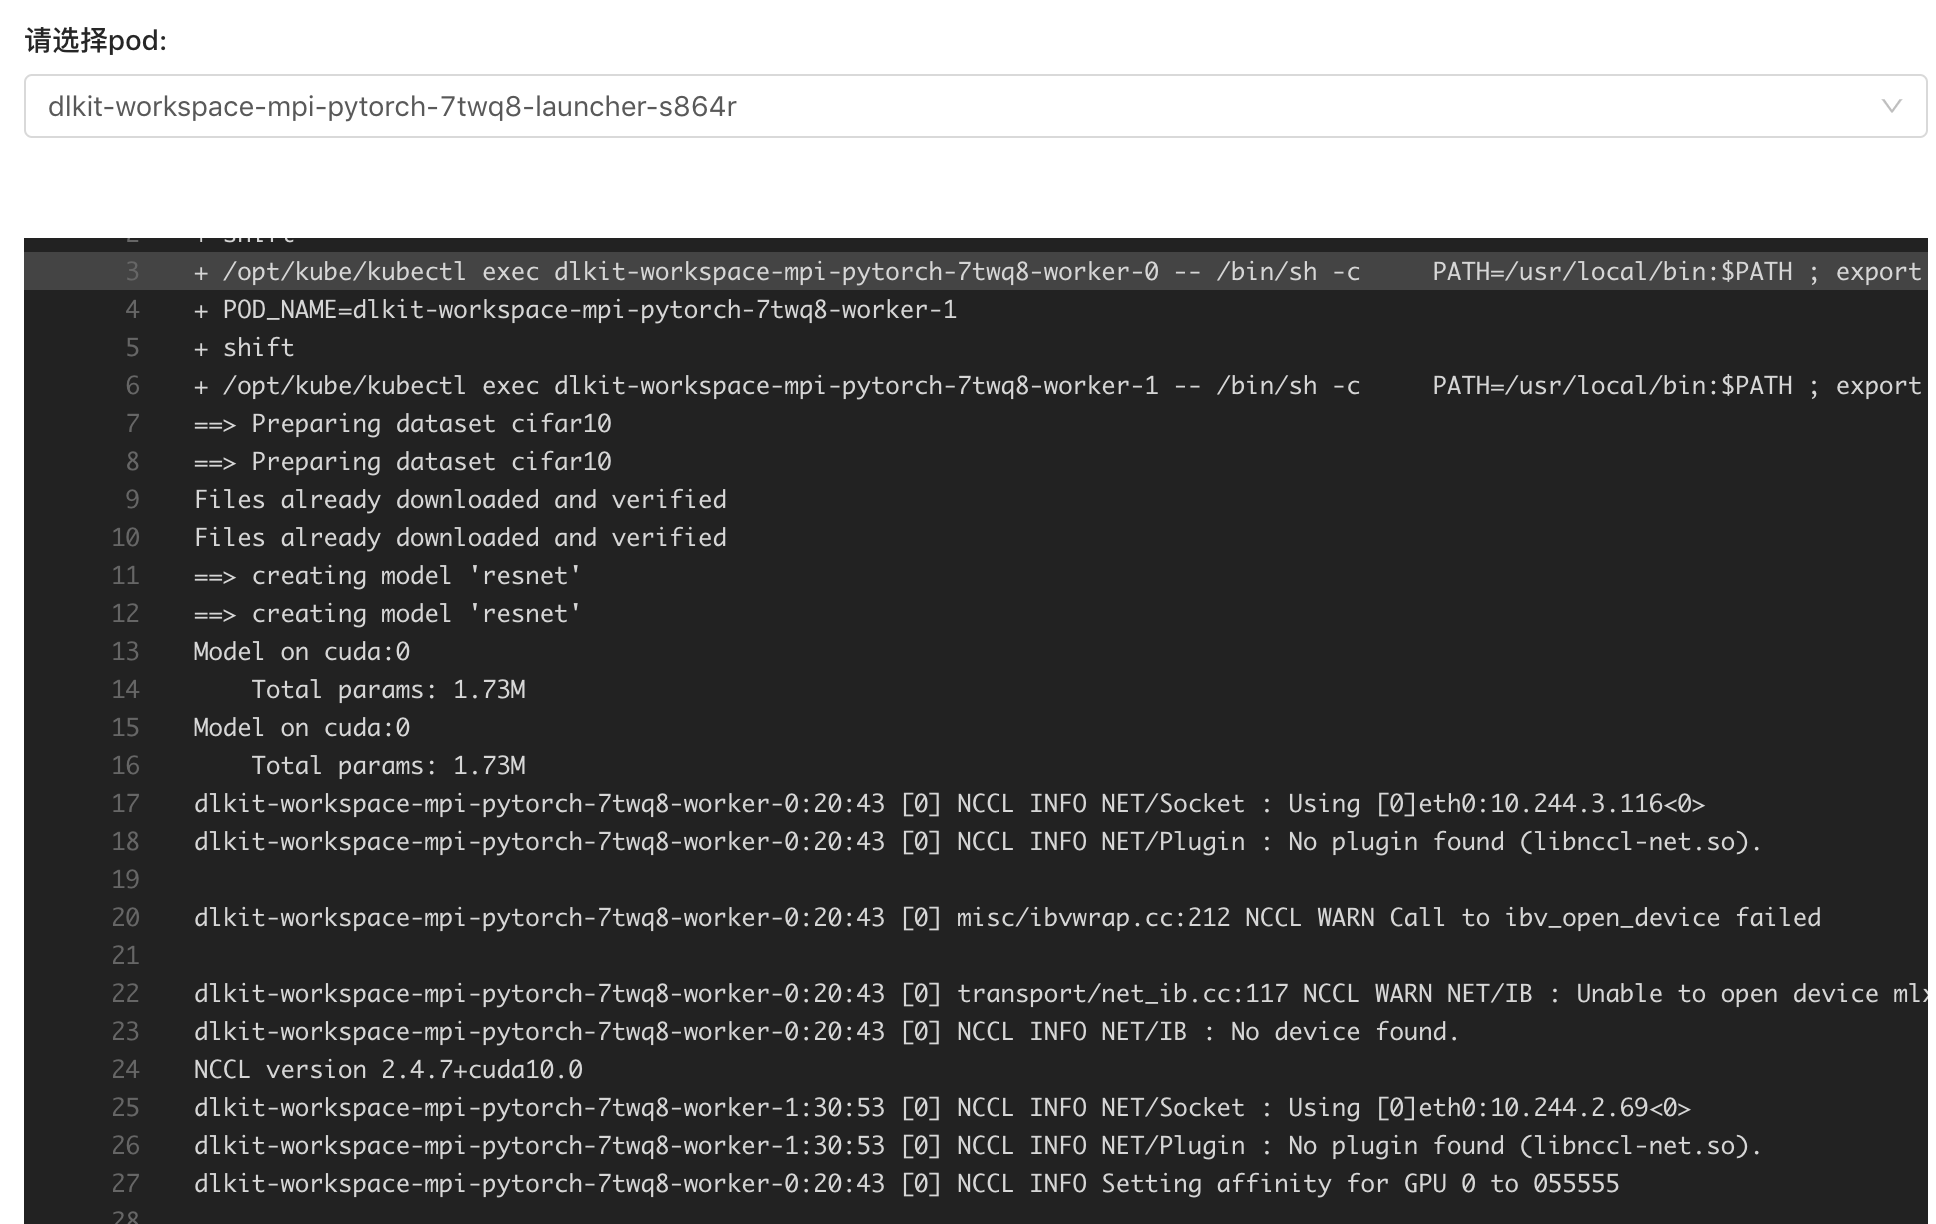 请选择pod:
dlkit-workspace-mpi-pytorch-7twq8-launcher-s864r
2 + shift
3 + /opt/kube/kubectl exec dlkit-workspace-mpi-pytorch-7twq8-worker-0 -- /bin/sh -c     PATH=/usr/local/bin:$PATH ; export
4 + POD_NAME=dlkit-workspace-mpi-pytorch-7twq8-worker-1
5 + shift
6 + /opt/kube/kubectl exec dlkit-workspace-mpi-pytorch-7twq8-worker-1 -- /bin/sh -c     PATH=/usr/local/bin:$PATH ; export
7 ==> Preparing dataset cifar10
8 ==> Preparing dataset cifar10
9 Files already downloaded and verified
10 Files already downloaded and verified
11 ==> creating model 'resnet'
12 ==> creating model 'resnet'
13 Model on cuda:0
14     Total params: 1.73M
15 Model on cuda:0
16     Total params: 1.73M
17 dlkit-workspace-mpi-pytorch-7twq8-worker-0:20:43 [0] NCCL INFO NET/Socket : Using [0]eth0:10.244.3.116<0>
18 dlkit-workspace-mpi-pytorch-7twq8-worker-0:20:43 [0] NCCL INFO NET/Plugin : No plugin found (libnccl-net.so).
19
20 dlkit-workspace-mpi-pytorch-7twq8-worker-0:20:43 [0] misc/ibvwrap.cc:212 NCCL WARN Call to ibv_open_device failed
21
22 dlkit-workspace-mpi-pytorch-7twq8-worker-0:20:43 [0] transport/net_ib.cc:117 NCCL WARN NET/IB : Unable to open device mlx
23 dlkit-workspace-mpi-pytorch-7twq8-worker-0:20:43 [0] NCCL INFO NET/IB : No device found.
24 NCCL version 2.4.7+cuda10.0
25 dlkit-workspace-mpi-pytorch-7twq8-worker-1:30:53 [0] NCCL INFO NET/Socket : Using [0]eth0:10.244.2.69<0>
26 dlkit-workspace-mpi-pytorch-7twq8-worker-1:30:53 [0] NCCL INFO NET/Plugin : No plugin found (libnccl-net.so).
27 dlkit-workspace-mpi-pytorch-7twq8-worker-0:20:43 [0] NCCL INFO Setting affinity for GPU 0 to 055555
28